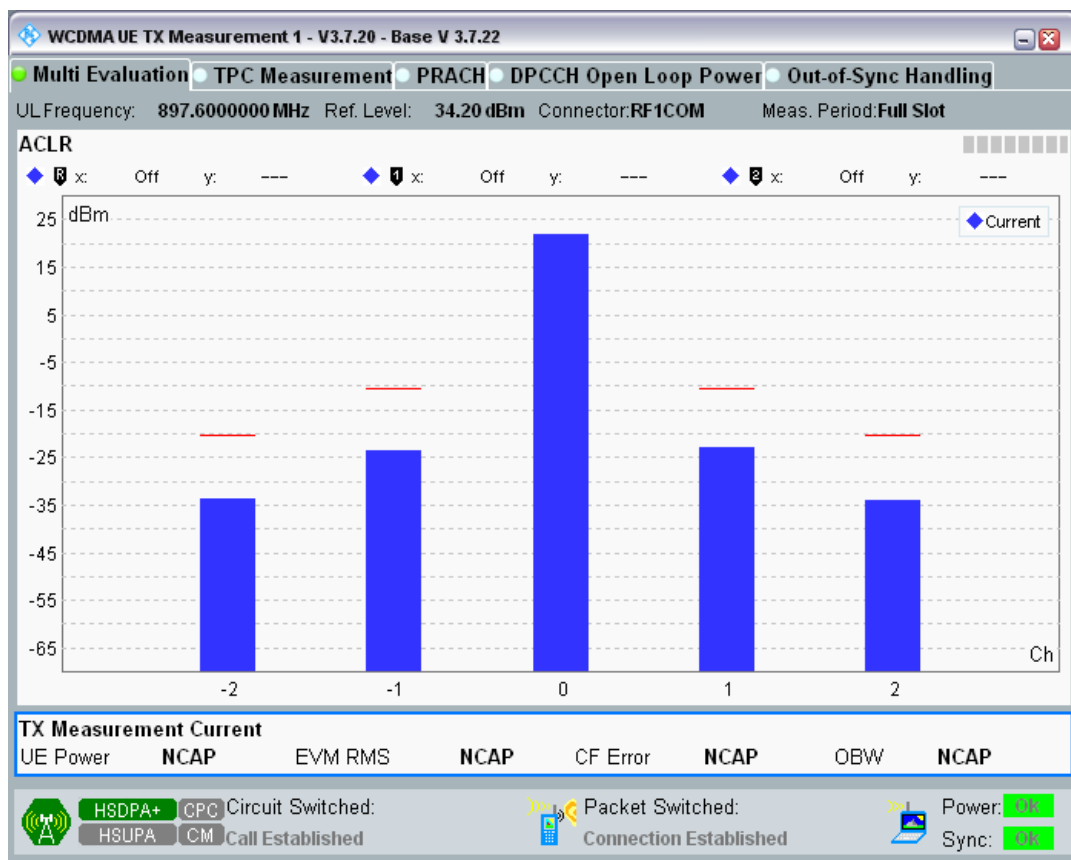 WCDMA UE TX Measurement 1 - V3.7.20 - Base V 3.7.22
Multi Evaluation TPC Measurement PRACH DPCCH Open Loop Power Out-of-Sync Handling
UL Frequency: 897.6000000 MHz Ref. Level: 34.20 dBm Connector: RF1COM Meas. Period: Full Slot
ACLR
R x: Off y: --- 1 x: Off y: --- 2 x: Off y: ---
dBm
Current
25
15
5
-5
-15
-25
-35
-45
-55
-65
Ch
-2 -1 0 1 2
TX Measurement Current
UE Power NCAP EVM RMS NCAP CF Error NCAP OBW NCAP
HSDPA+ CPC Circuit Switched: Packet Switched: Power: OK
HSUPA CM Call Established Connection Established Sync: OK